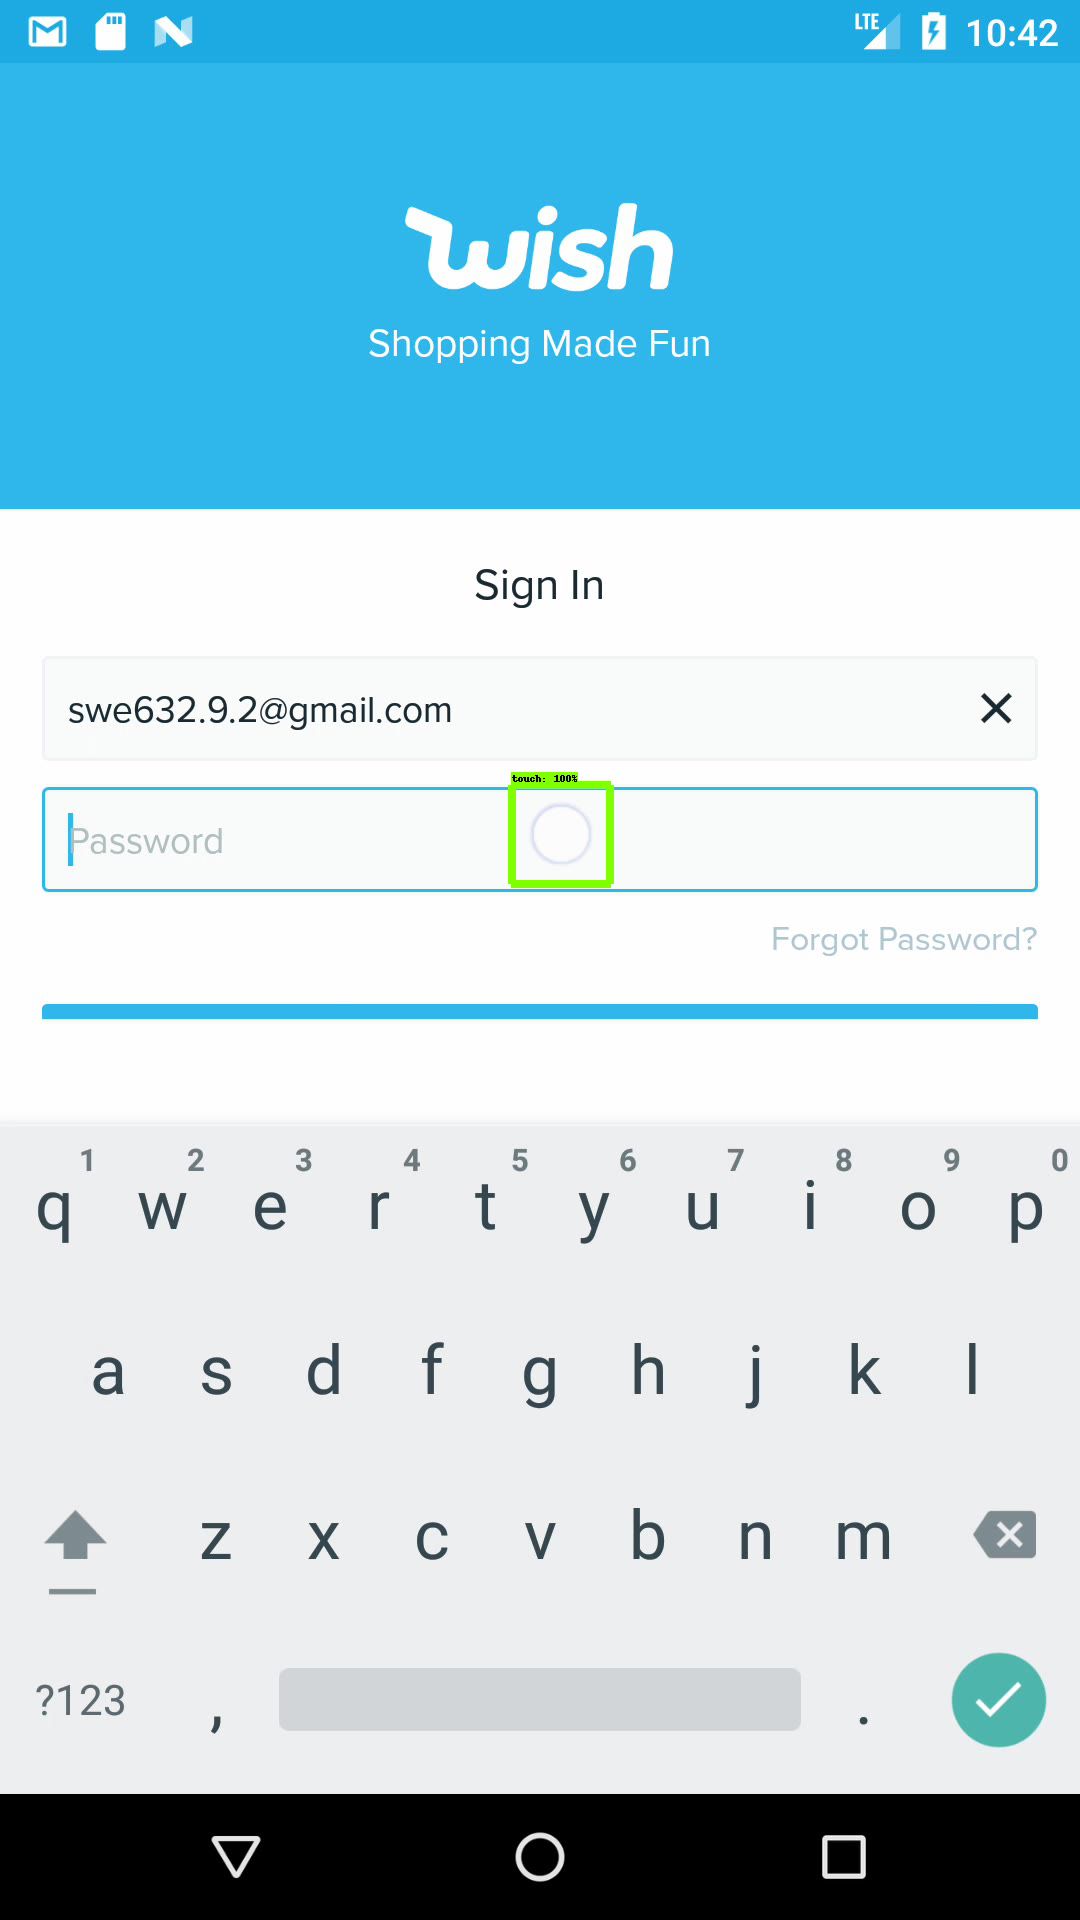 LTE 10:42
wish
Shopping Made Fun
Sign In
swe632.9.2@gmail.com
touch: 100%
Password
Forgot Password?
1 2 3 4 5 6 7 8 9 0
q w e r t y u i o p
a s d f g h j k l
z x c v b n m
?123 , .